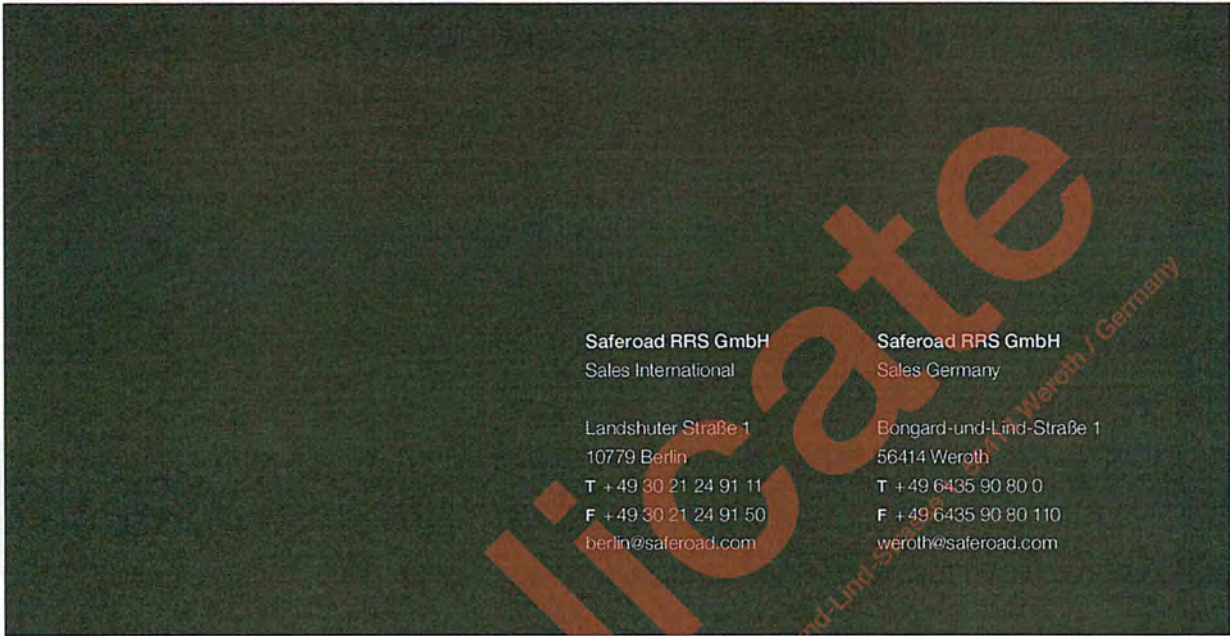 Saferoad RRS GmbH
Sales International
Landshuter Straße 1
10779 Berlin
T +49 30 21 24 91 11
F +49 30 21 24 91 50
berlin@saferoad.com
Saferoad RRS GmbH
Sales Germany
Bongard-und-Lind-Straße 1
56414 Weroth
T +49 6435 90 80 0
F +49 6435 90 80 110
weroth@saferoad.com
licate
Weroth / Germany